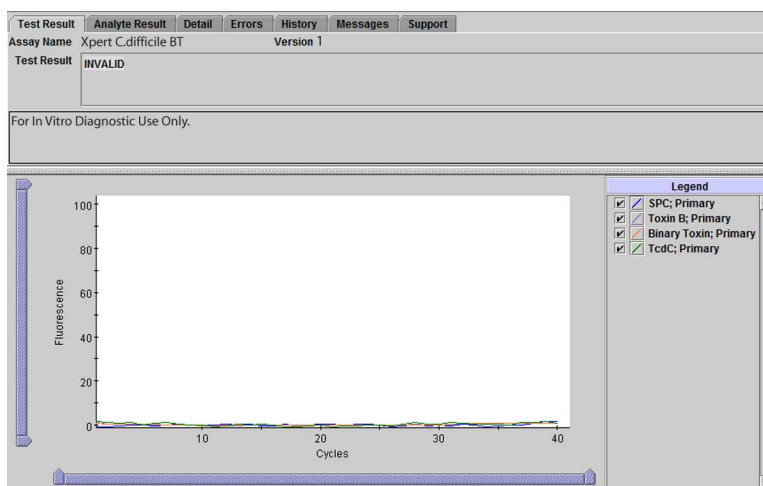 Test Result Analyte Result Detail Errors History Messages Support
Assay Name Xpert C.difficile BT Version 1
Test Result INVALID
For In Vitro Diagnostic Use Only.
Legend
SPC; Primary
Toxin B; Primary
Binary Toxin; Primary
TcdC; Primary
100
80
60
40
20
0
Fluorescence
10 20 30 40
Cycles